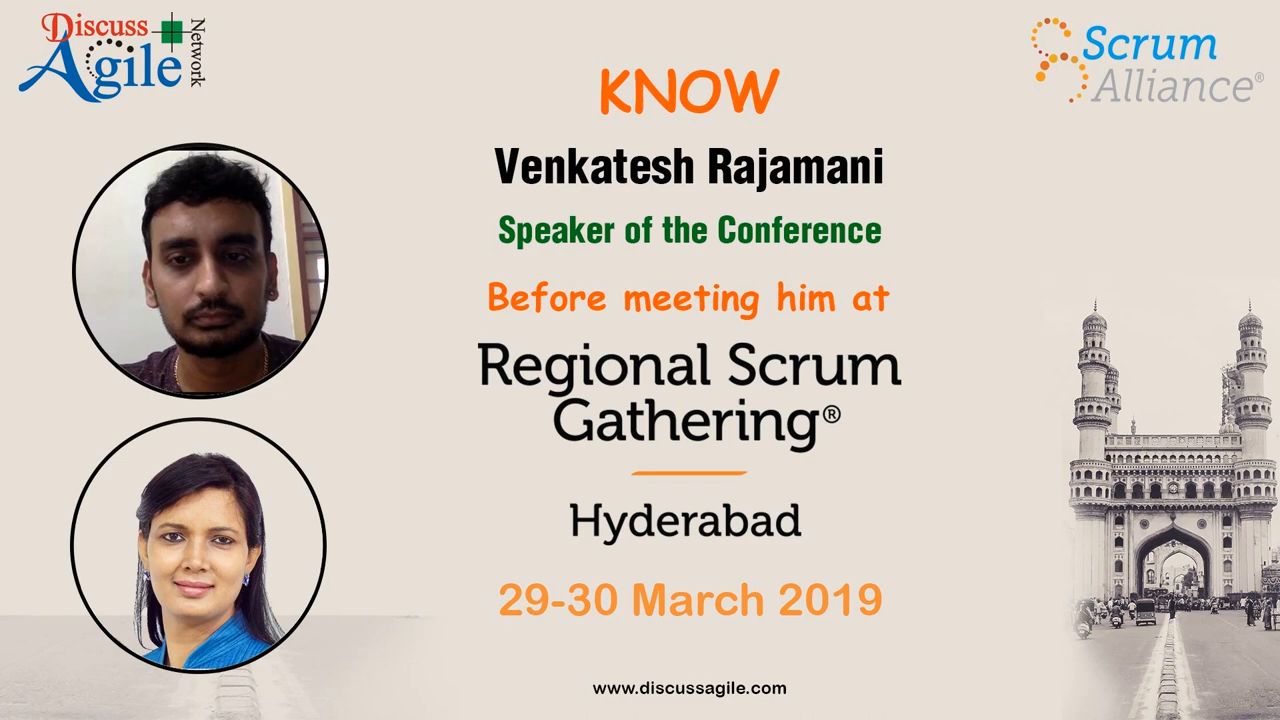 Discuss
Agile
Network
Scrum
Alliance®
KNOW
Venkatesh Rajamani
Speaker of the Conference
Before meeting him at
Regional Scrum
Gathering®
Hyderabad
29-30 March 2019
www.discussagile.com